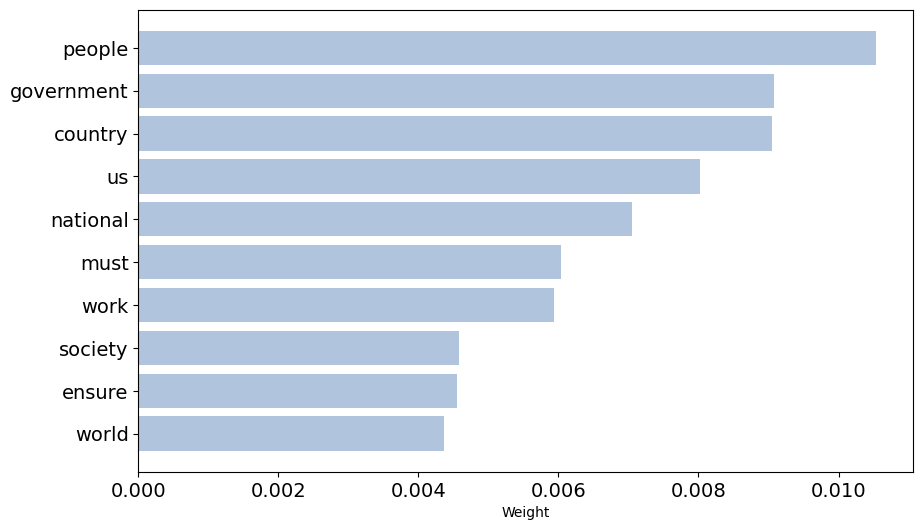 people
government
country
us
national
must
work
society
ensure
world
0.000 0.002 0.004 0.006 0.008 0.010
Weight